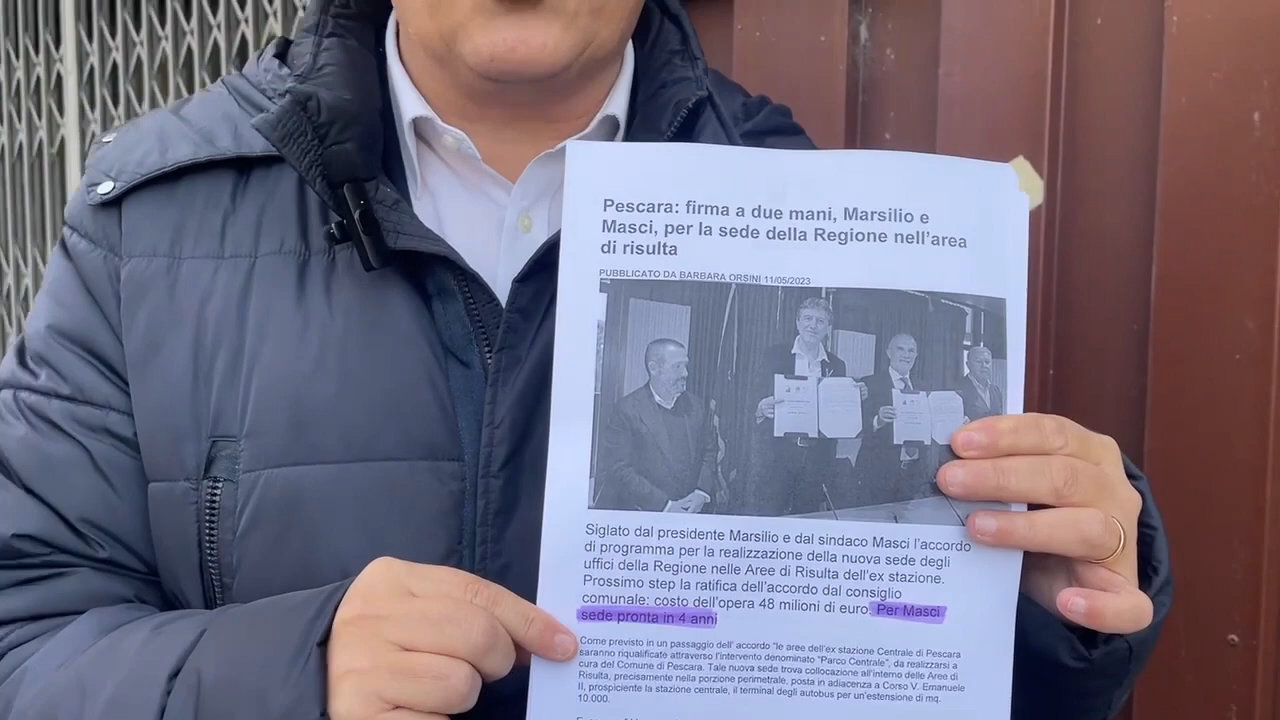 Pescara: firma a due mani, Marsilio e
Masci, per la sede della Regione nell'area
di risulta
PUBBLICATO DA BARBARA ORSINI 11/05/2023
Siglato dal presidente Marsilio e dal sindaco Masci l'accordo
di programma per la realizzazione della nuova sede degli
uffici della Regione nelle Aree di Risulta dell'ex stazione.
Prossimo step la ratifica dell'accordo dal consiglio
comunale: costo dell'opera 48 milioni di euro. Per Masci
sede pronta in 4 anni
Come previsto in un passaggio dell' accordo "le aree dell'ex stazione Centrale di Pescara
saranno riqualificate attraverso l'intervento denominato "Parco Centrale", da realizzarsi a
cura del Comune di Pescara. Tale nuova sede trova collocazione all'interno delle Aree di
Risulta, precisamente nella porzione perimetrale, posta in adiacenza a Corso V. Emanuele
II, prospiciente la stazione centrale, il terminal degli autobus per un'estensione di mq.
10.000.